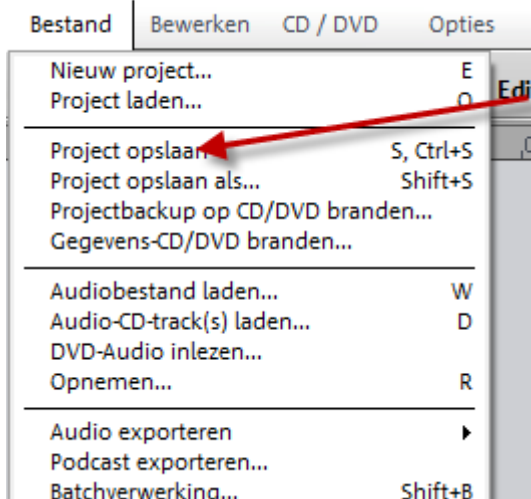 Bestand Bewerken CD / DVD Opties
Nieuw project... E
Project laden... O
Project opslaan S, Ctrl+S
Project opslaan als... Shift+S
Projectbackup op CD/DVD branden...
Gegevens-CD/DVD branden...
Audiobestand laden... W
Audio-CD-track(s) laden... D
DVD-Audio inlezen...
Opnemen... R
Audio exporteren
Podcast exporteren...
Batchverwerking... Shift+B